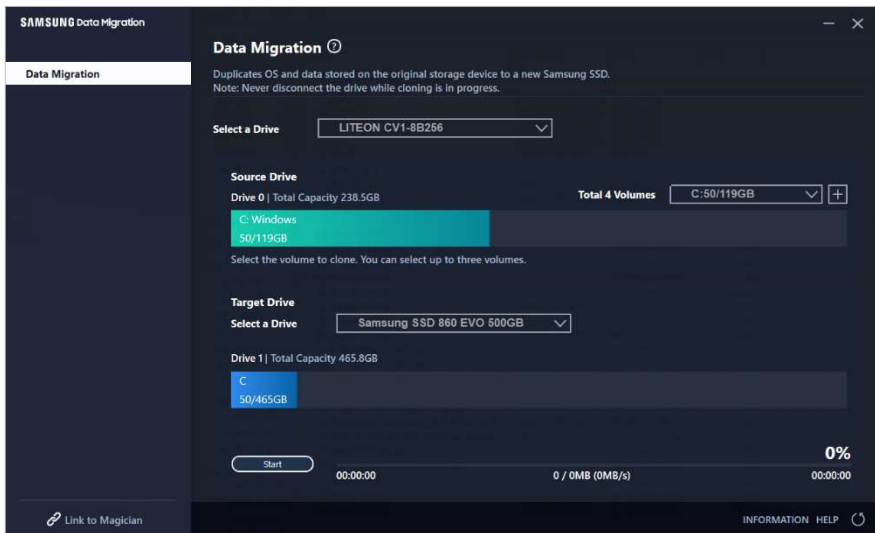 SAMSUNG Data Migration
Data Migration
Data Migration ?
Duplicates OS and data stored on the original storage device to a new Samsung SSD.
Note: Never disconnect the drive while cloning is in progress.
Select a Drive LITEON CV1-8B256
Source Drive
Drive 0 | Total Capacity 238.5GB
Total 4 Volumes C:50/119GB +
C: Windows
50/119GB
Select the volume to clone. You can select up to three volumes.
Target Drive
Select a Drive Samsung SSD 860 EVO 500GB
Drive 1 | Total Capacity 465.8GB
C
50/465GB
0%
Start
00:00:00 0 / 0MB (0MB/s) 00:00:00
Link to Magician
INFORMATION HELP